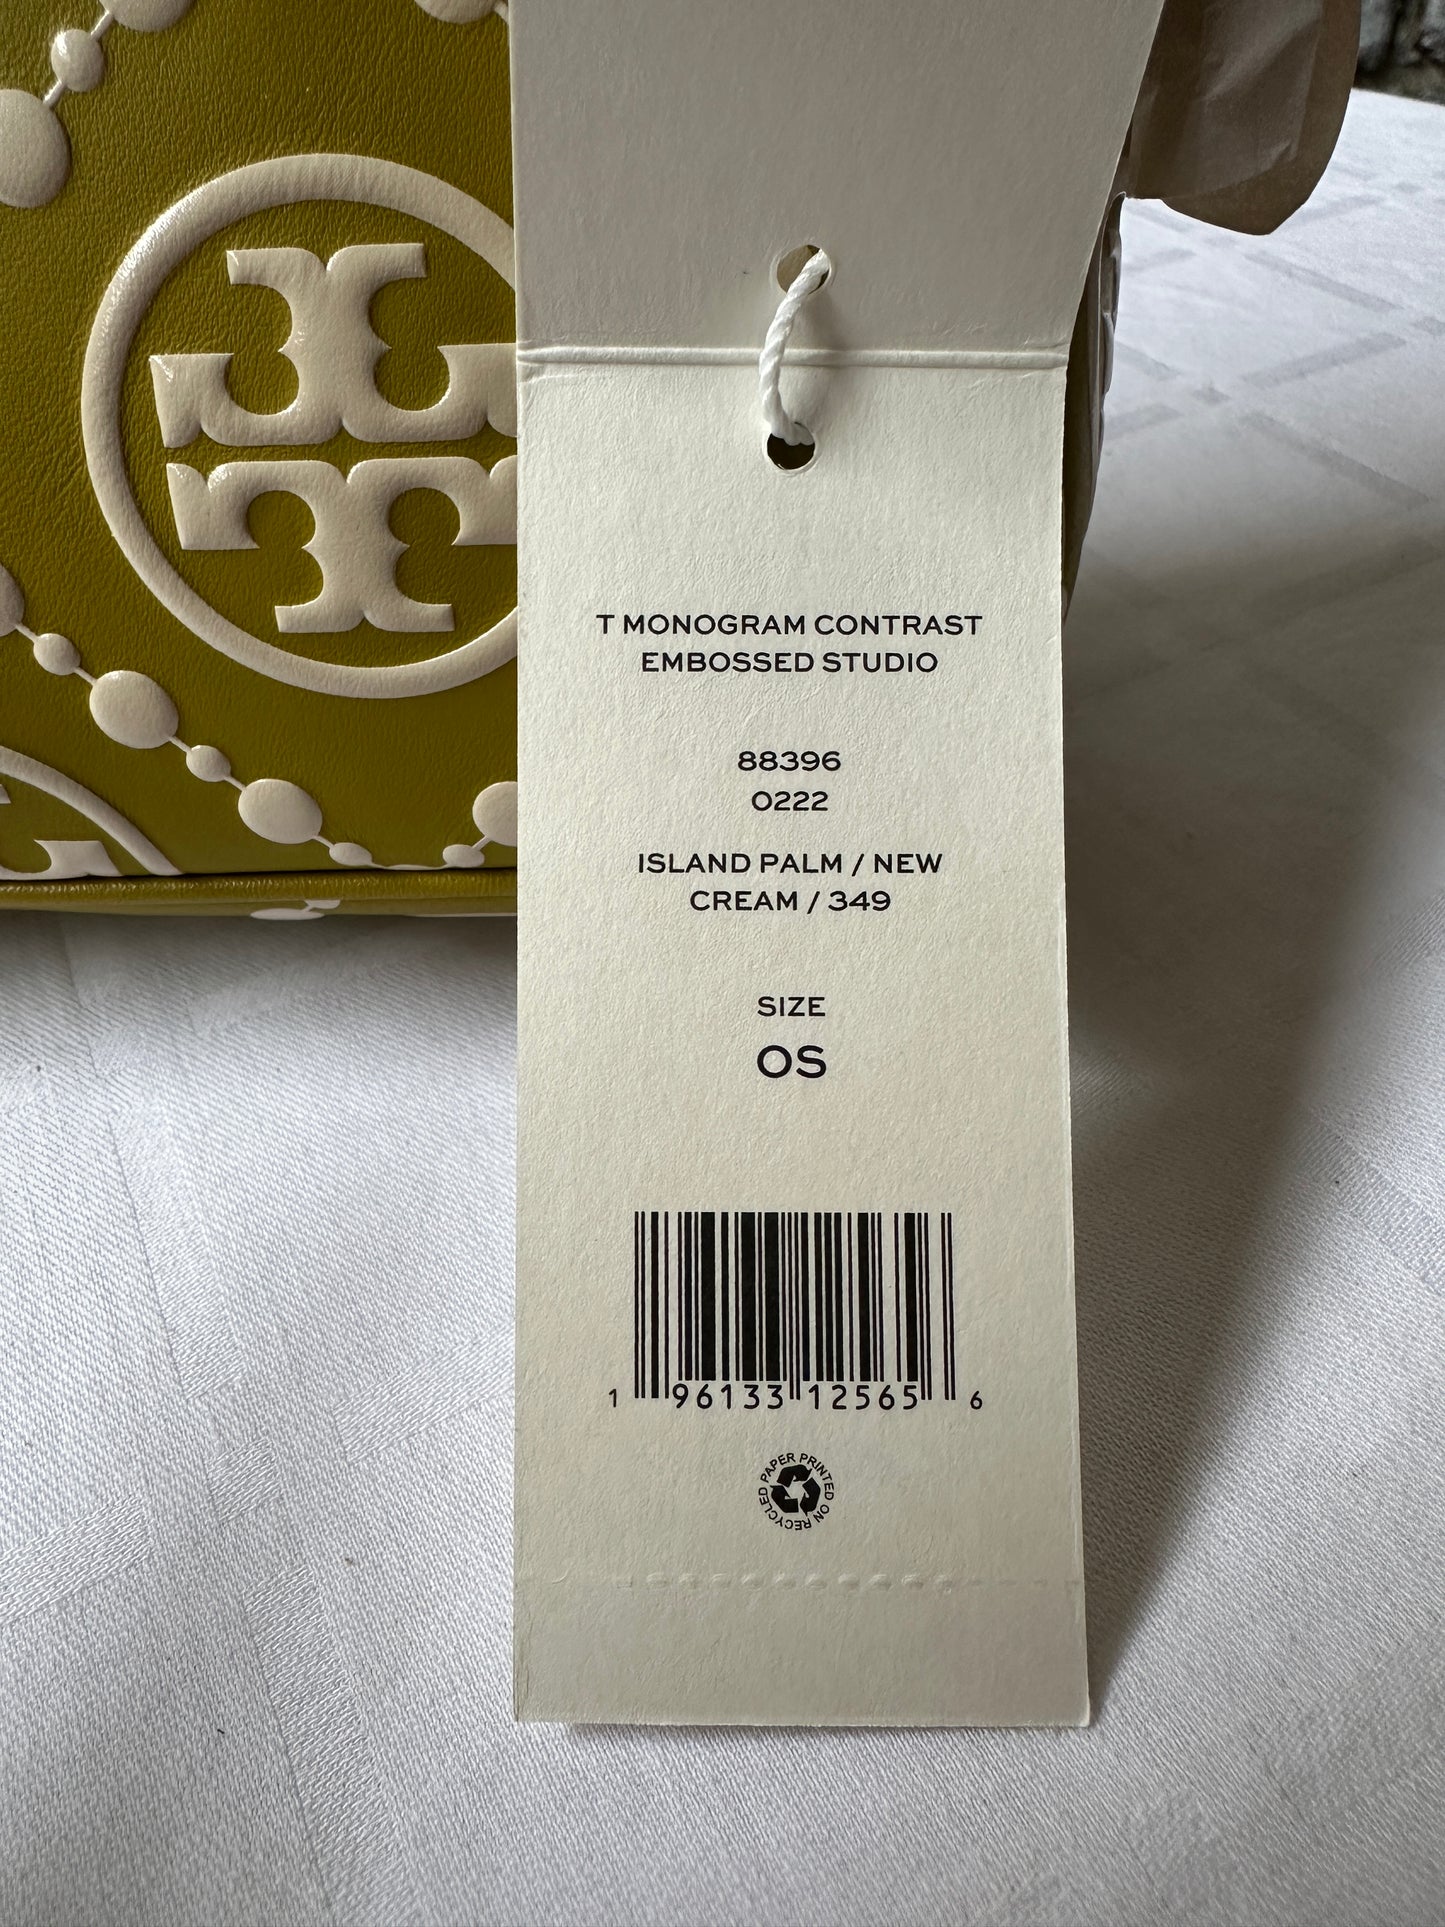 T MONOGRAM CONTRAST
EMBOSSED STUDIO
88396
0222
ISLAND PALM / NEW
CREAM / 349
SIZE
OS
1 96133 12565 6
PAPER PRINTED ON RECYCLED